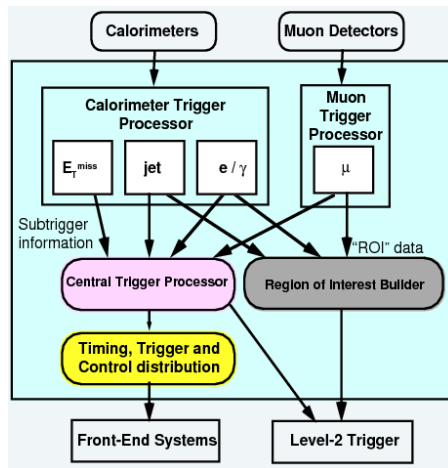 Calorimeters
Muon Detectors
Calorimeter Trigger
Processor
Muon
Trigger
Processor
E_T^miss
jet
e / γ
μ
Subtrigger
information
"ROI" data
Central Trigger Processor
Region of Interest Builder
Timing, Trigger and
Control distribution
Front-End Systems
Level-2 Trigger